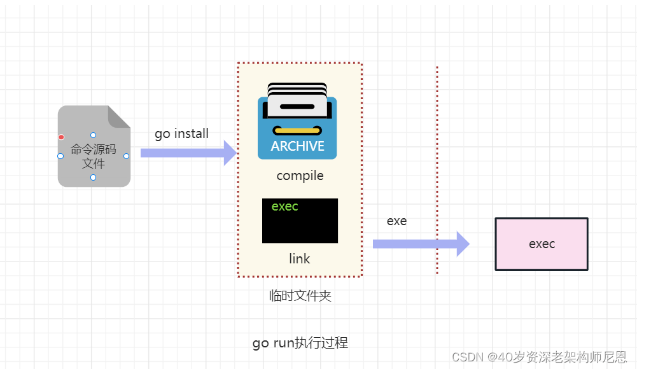 命令源码
文件
go install
ARCHIVE
compile
exec
link
临时文件夹
exe
exec
go run执行过程
CSDN @40岁资深老架构师尼恩